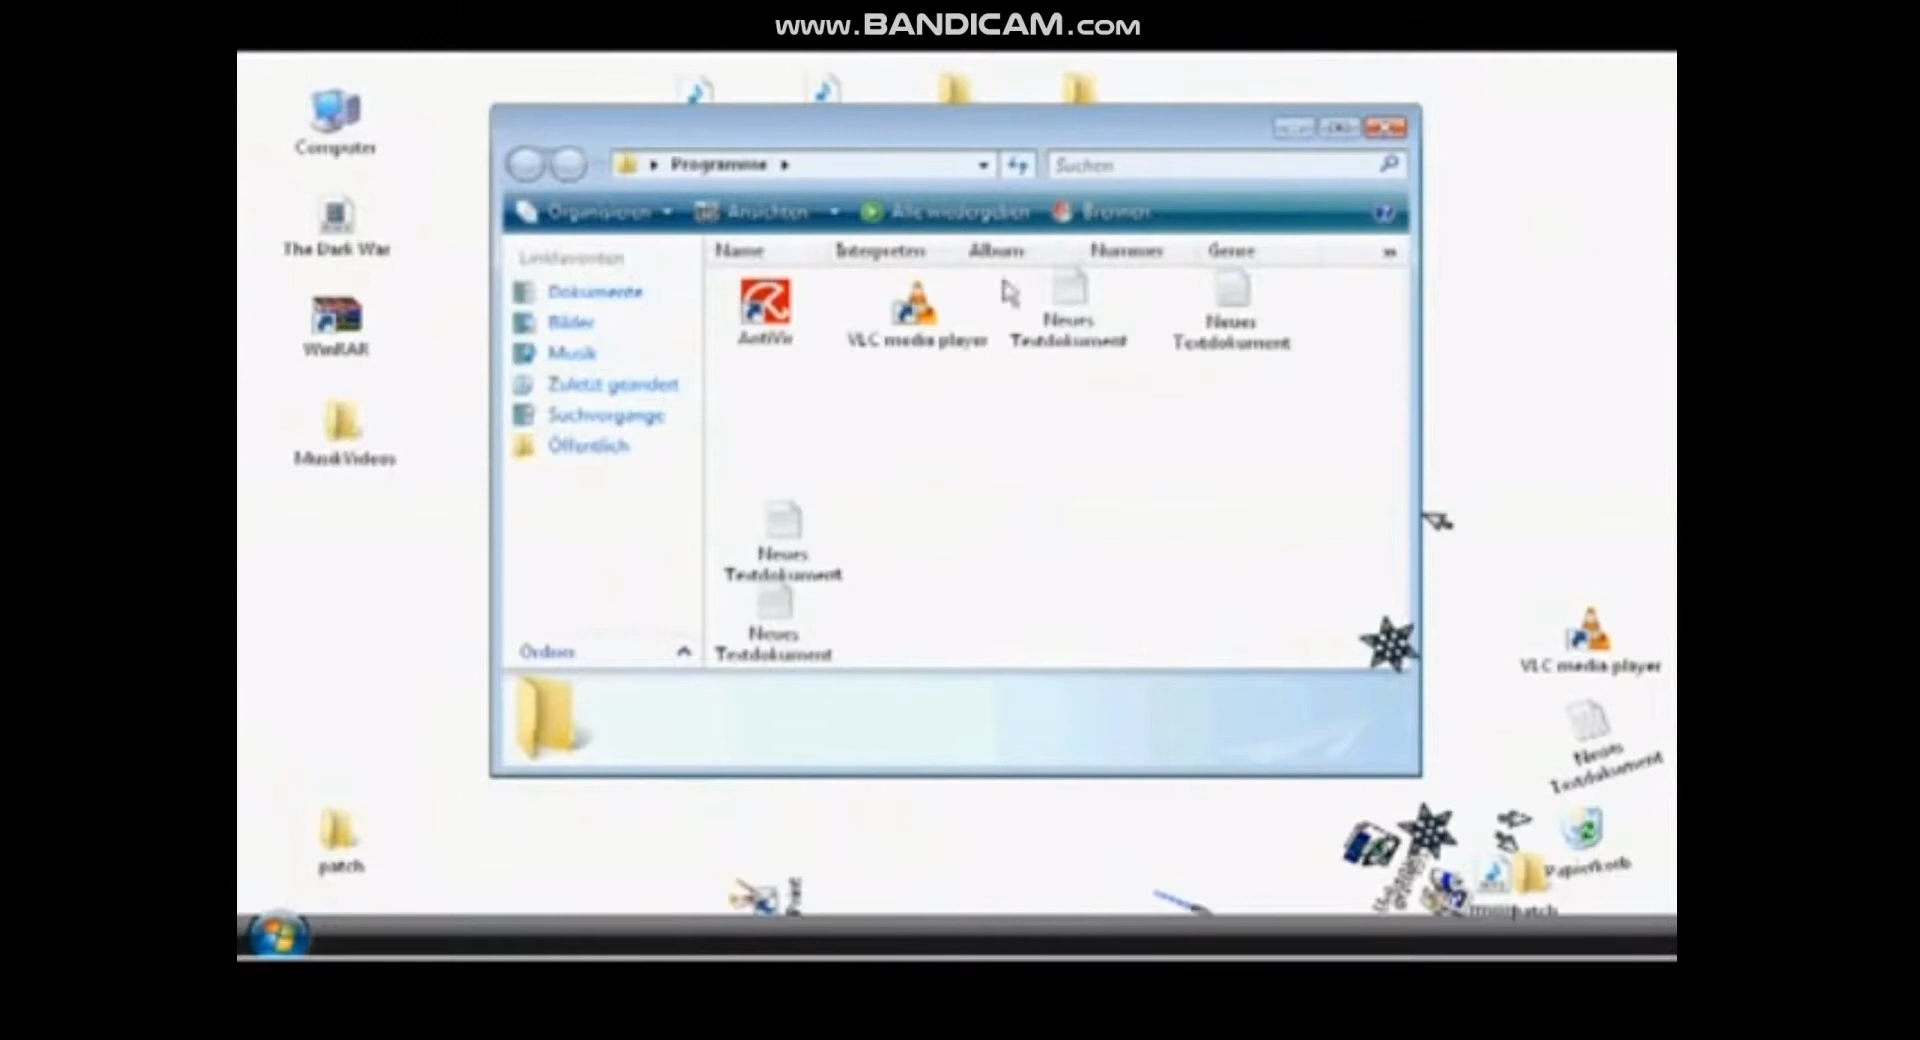 www.BANDICAM.com
Computer
The Dark War
WinRAR
MusikVideos
patch
Programme
Suchen
Organisieren
Ansichten
Alle wiedergeben
Brennen
Linkfavoriten
Dokumente
Bilder
Musik
Zuletzt geändert
Suchvorgänge
Öffentlich
Ordner
Name
Interpreten
Album
Nummer
Genre
AntiVir
VLC media player
Neues
Textdokument
Neues
Textdokument
Neues
Textdokument
Neues
Textdokument
VLC media player
Neues
Textdokument
Papierkorb
patch